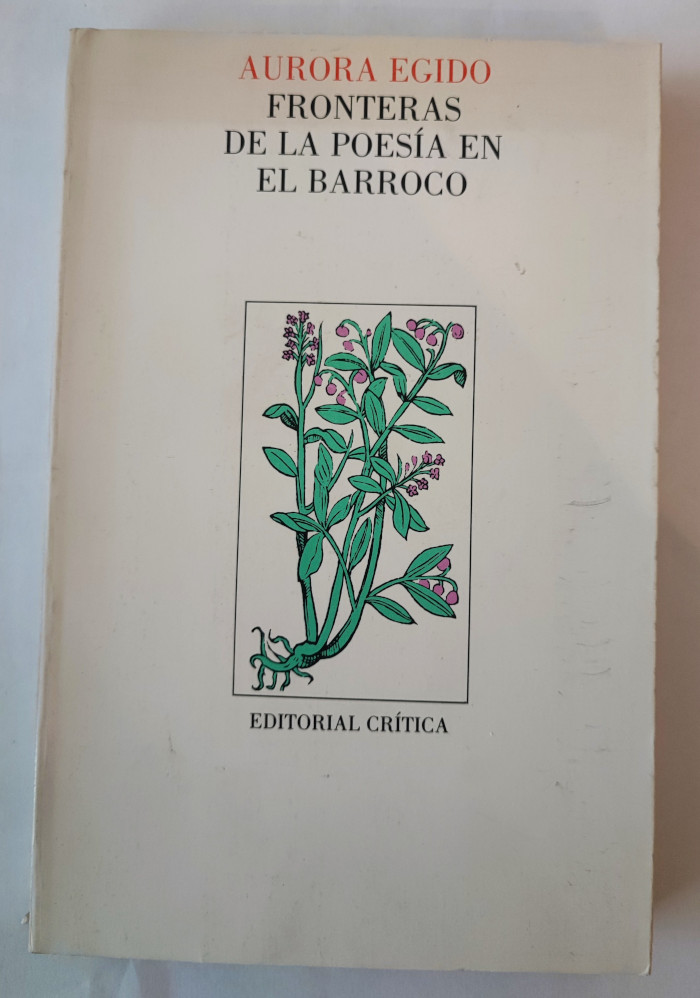 AURORA EGIDO
FRONTERAS
DE LA POESÍA EN
EL BARROCO
EDITORIAL CRÍTICA